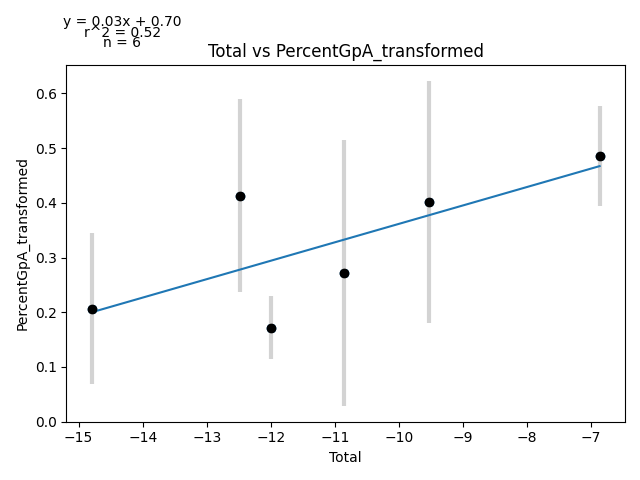 y = 0.03x + 0.70
r^2 = 0.52
n = 6
Total vs PercentGpA_transformed
PercentGpA_transformed
0.6
0.5
0.4
0.3
0.2
0.1
0.0
−15 −14 −13 −12 −11 −10 −9 −8 −7
Total